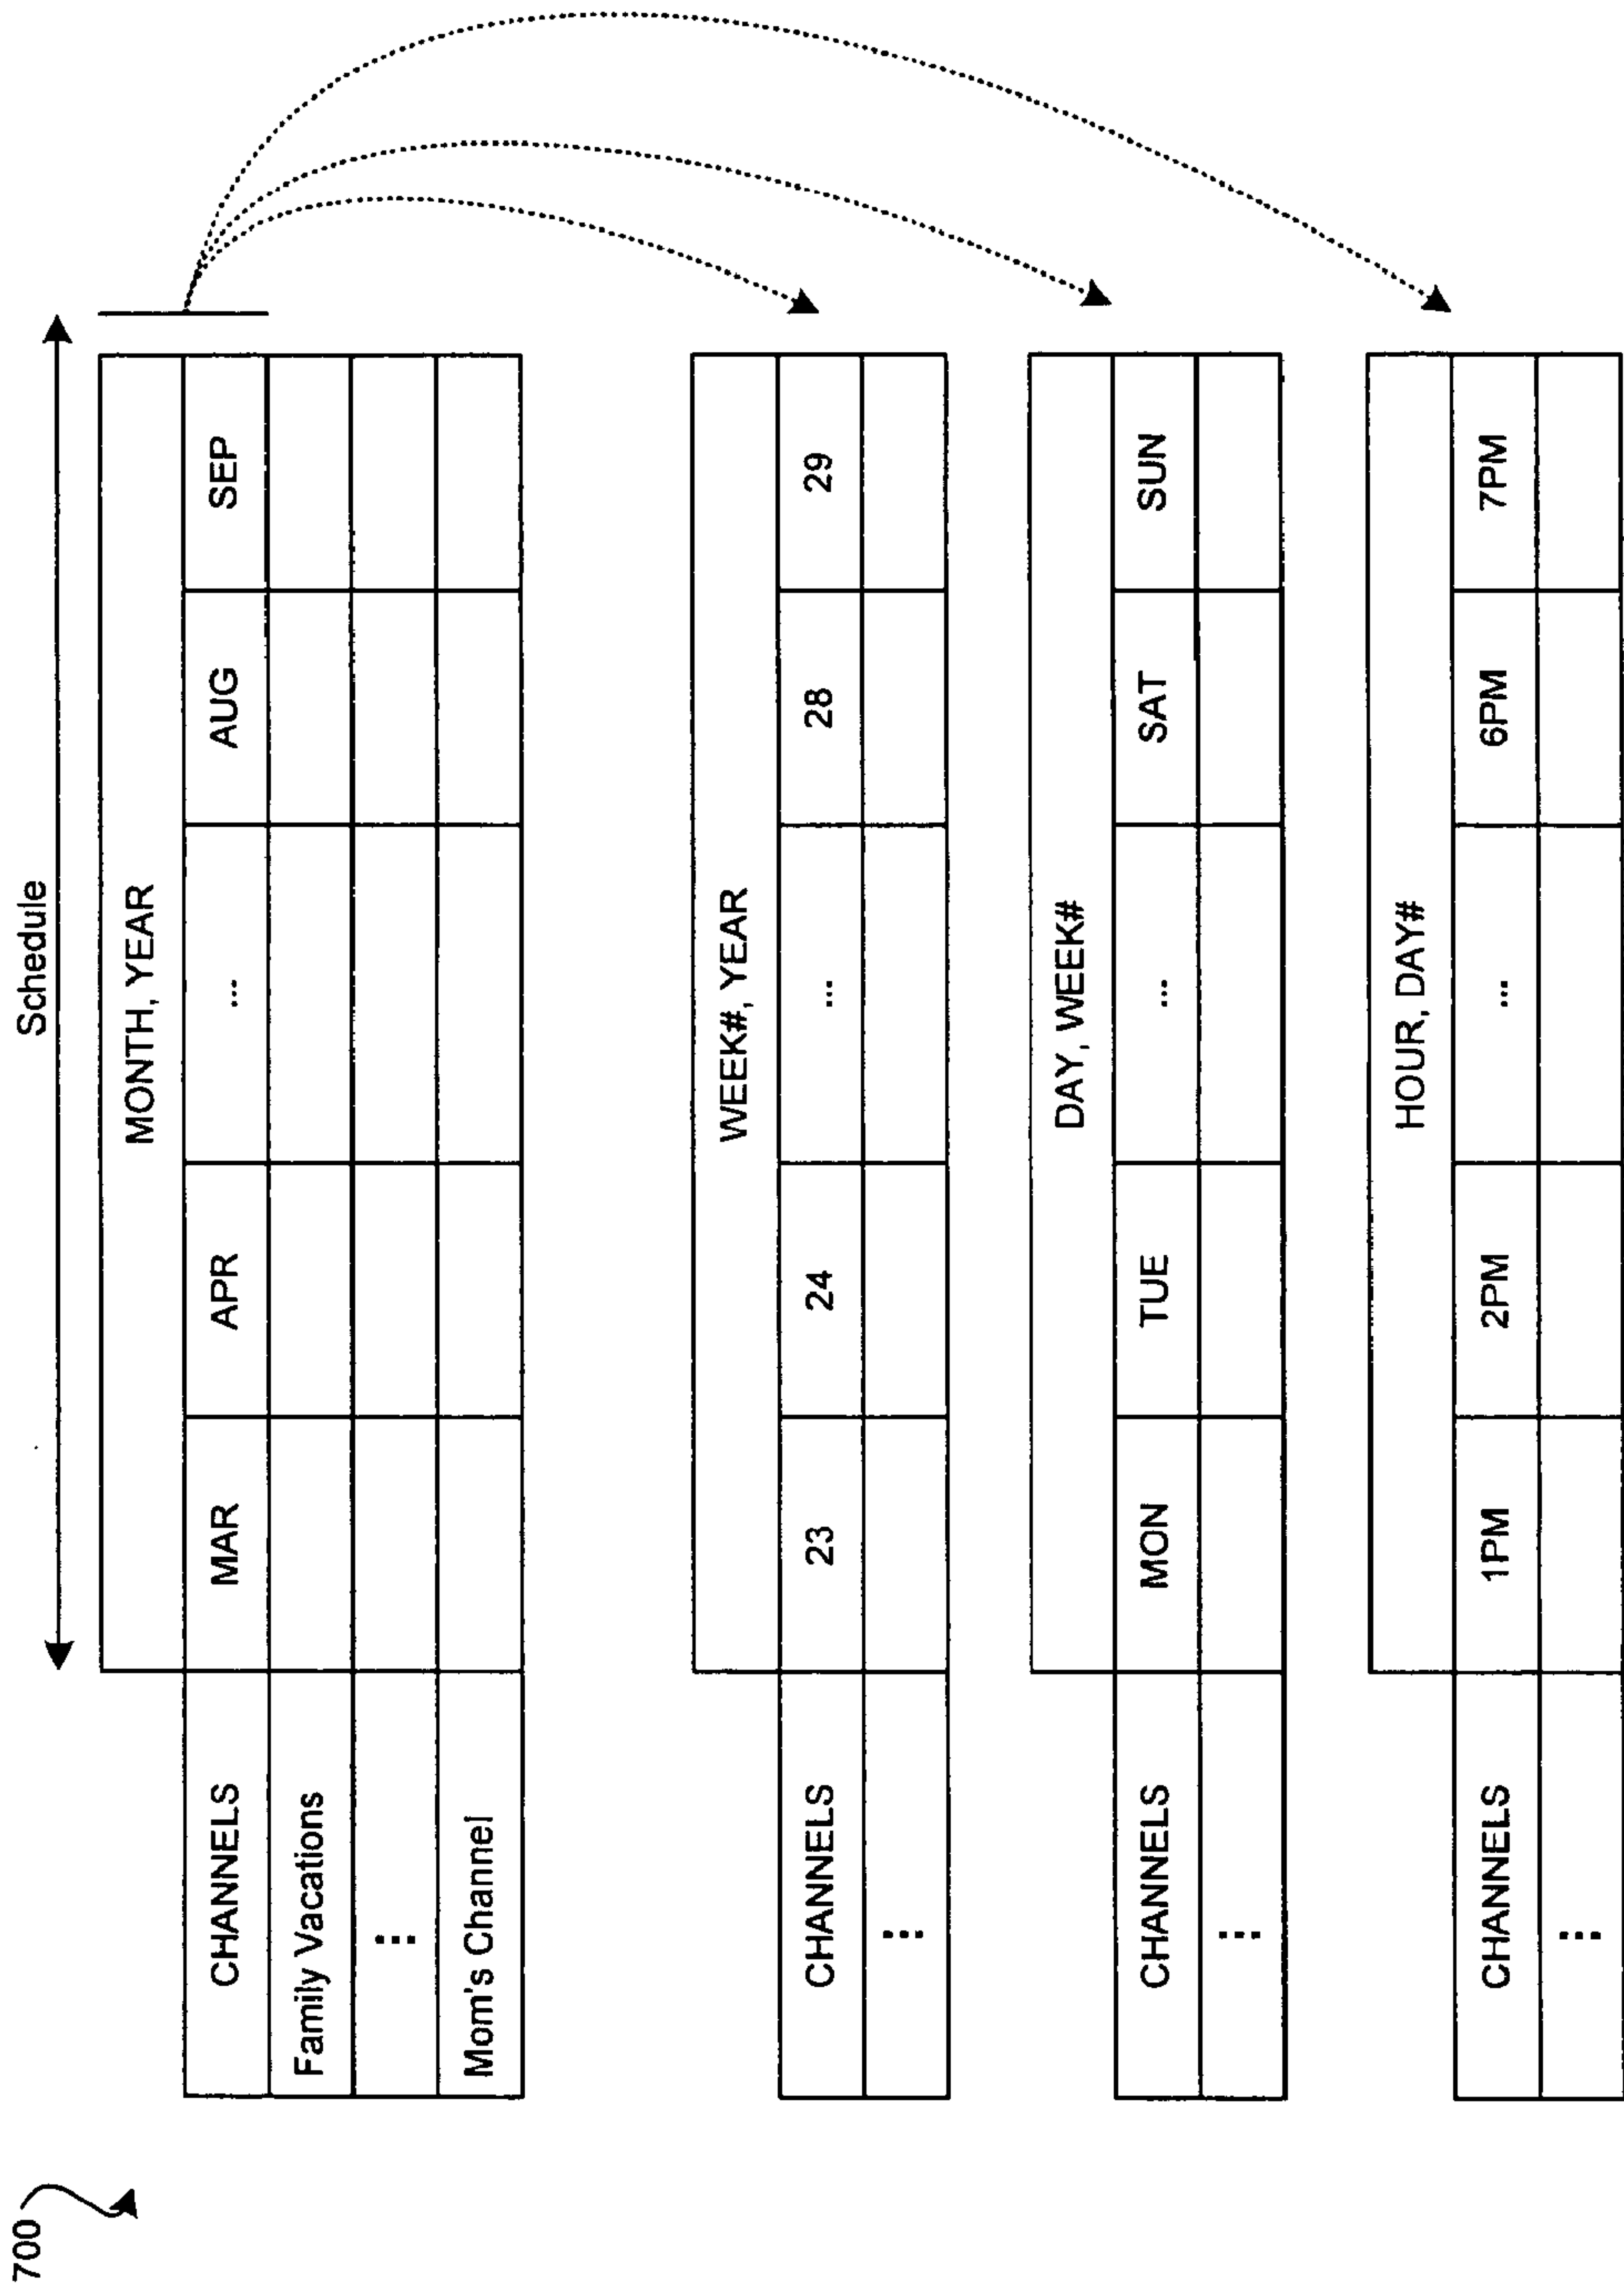 700
Schedule
MONTH, YEAR
CHANNELS MAR APR ... AUG SEP
Family Vacations
...
Mom's Channel
WEEK#, YEAR
CHANNELS 23 24 ... 28 29
...
DAY, WEEK#
CHANNELS MON TUE ... SAT SUN
...
HOUR, DAY#
CHANNELS 1PM 2PM ... 6PM 7PM
...